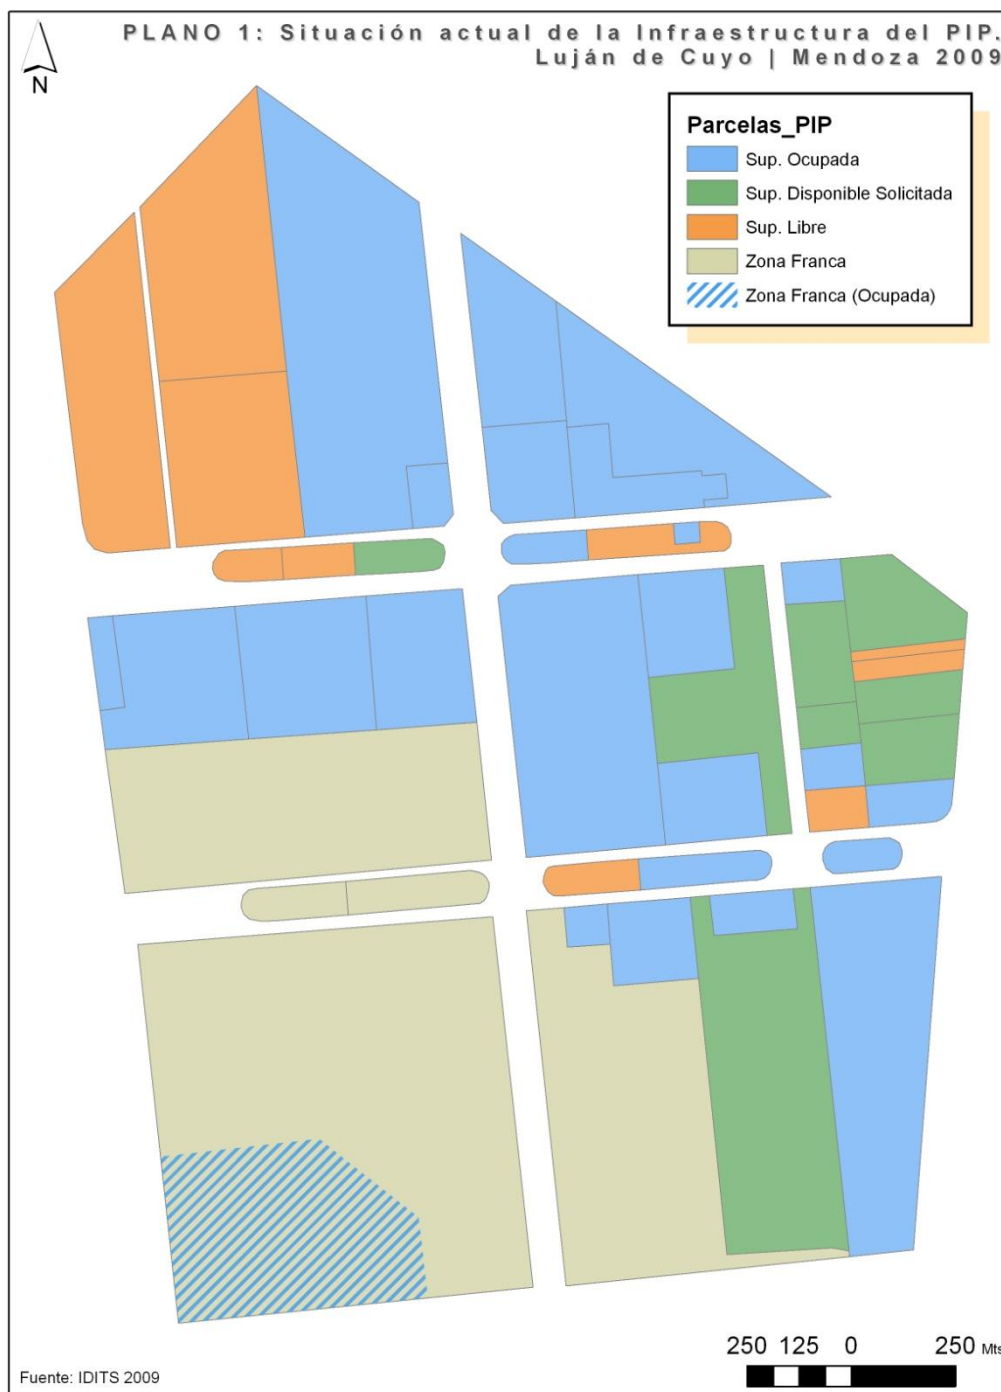 PLANO 1: Situación actual de la Infraestructura del PIP.
Luján de Cuyo | Mendoza 2009
N
Parcelas_PIP
Sup. Ocupada
Sup. Disponible Solicitada
Sup. Libre
Zona Franca
Zona Franca (Ocupada)
250 125 0 250 Mts
Fuente: IDITS 2009